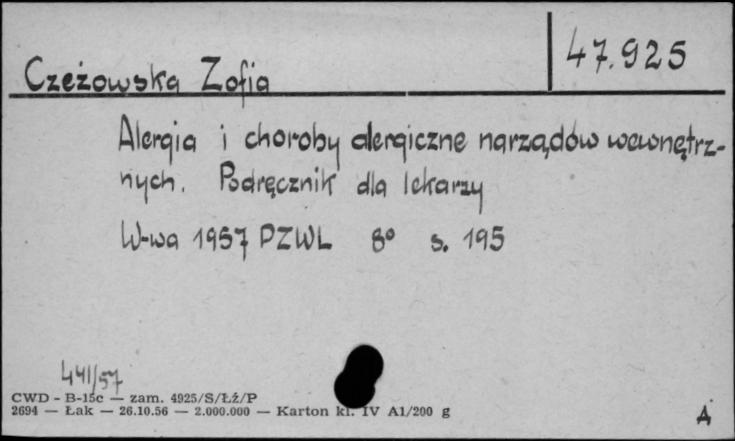 47.925
Czeżowska Zofia
Alergia i choroby alergiczne narządów wewnętrz-
nych. Podręcznik dla lekarzy
W-wa 1957 PZWL 8° s. 195
441/57
CWD - B-15c — zam. 4925/S/Łź/P
2694 — Łak — 26.10.56 — 2.000.000 — Karton kl. IV A1/200 g
A